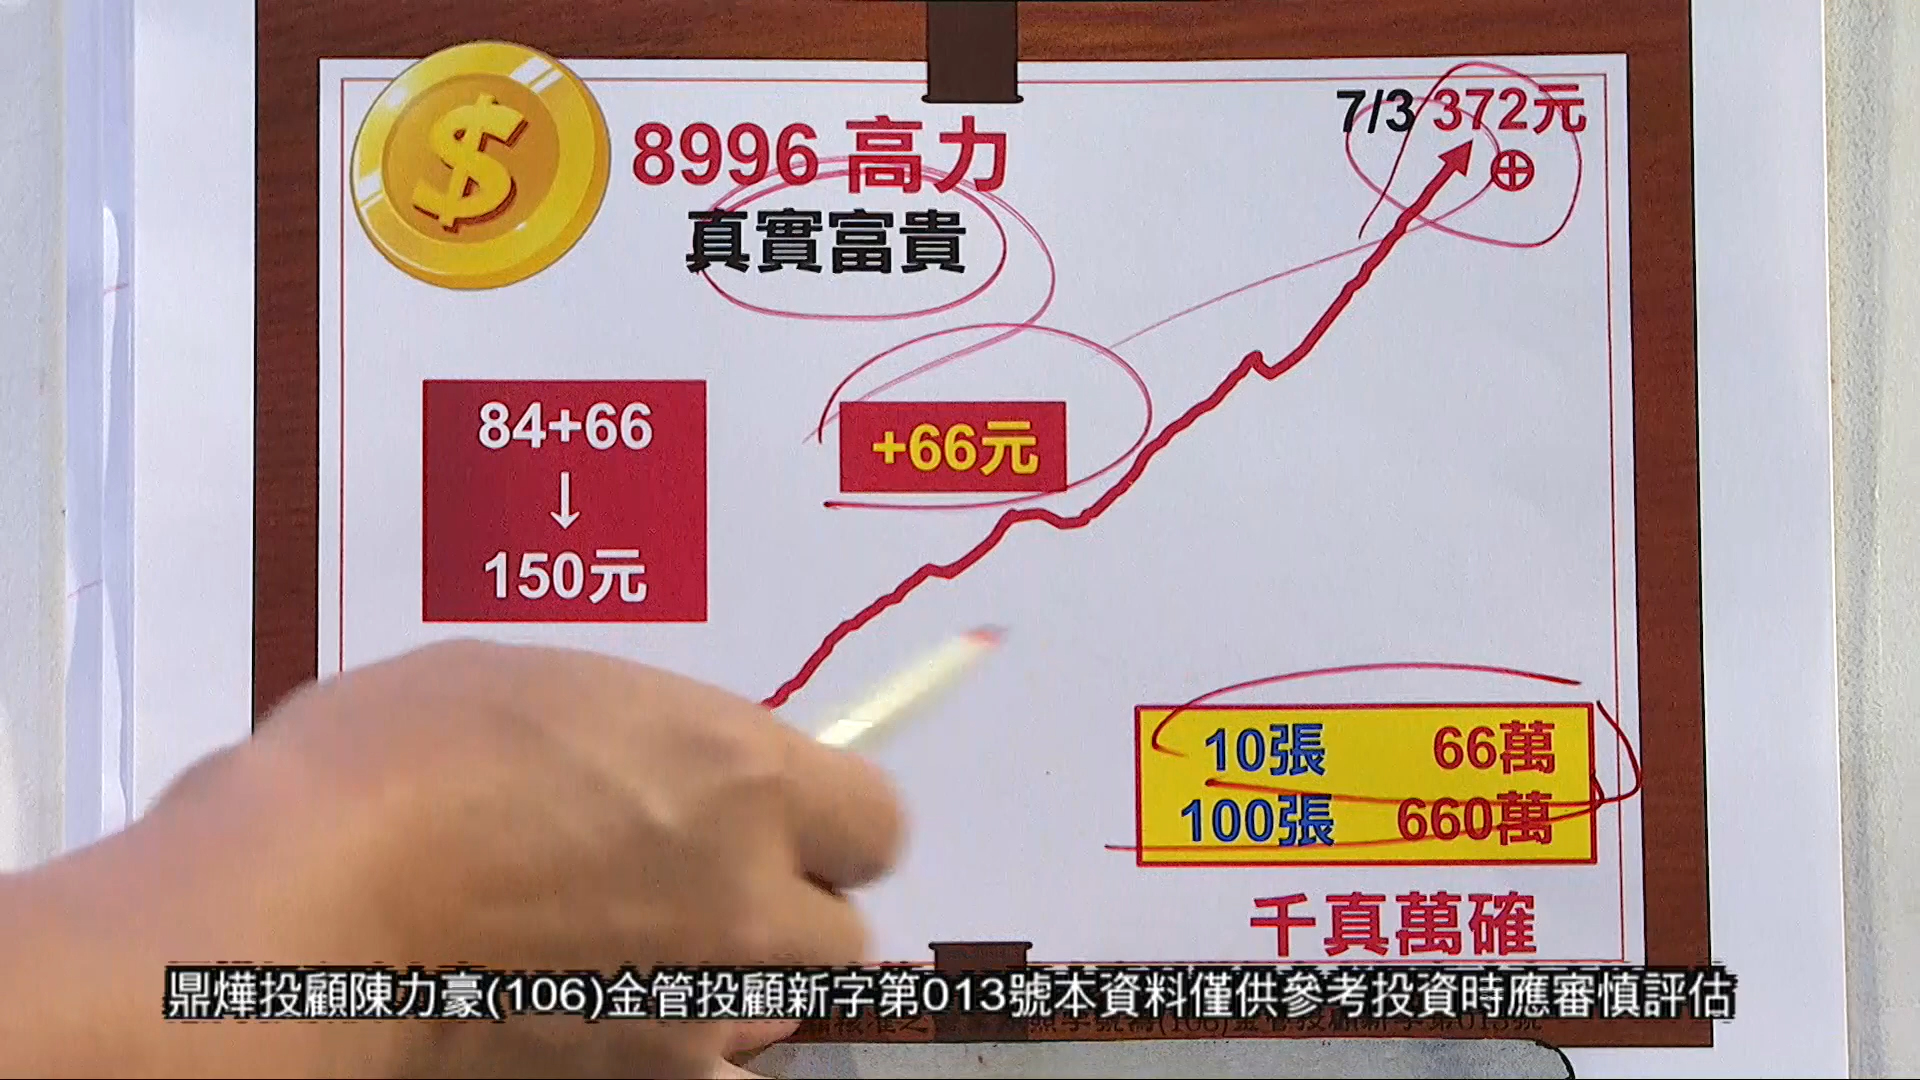 7/3 372元
8996 高力
真實富貴
84+66
↓
150元
+66元
10張 66萬
100張 660萬
千真萬確
鼎燁投顧陳力豪(106)金管投顧新字第013號本資料僅供參考投資時應審慎評估